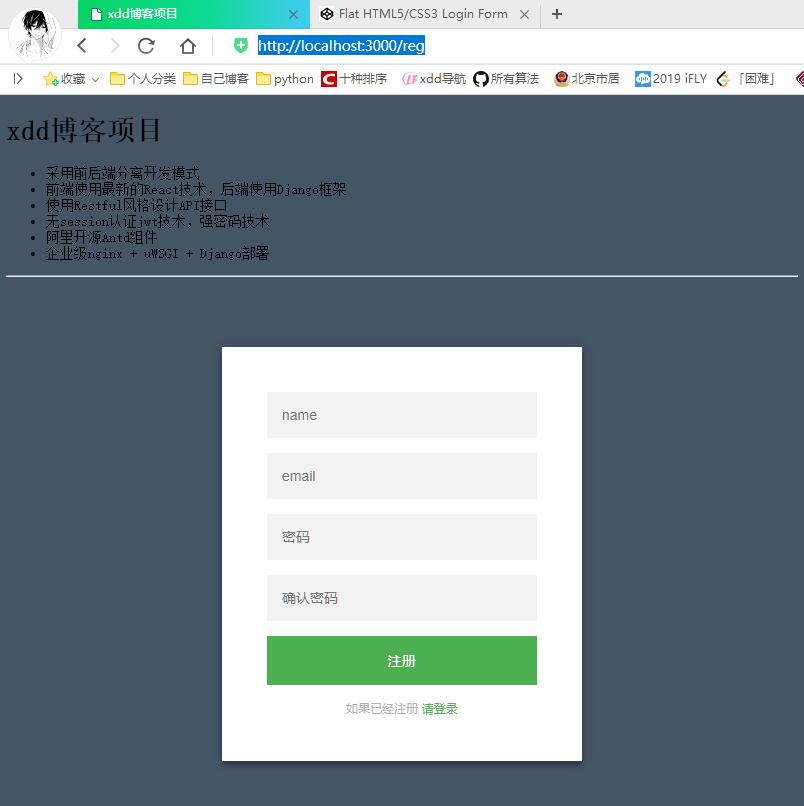 xdd博客项目 Flat HTML5/CSS3 Login Form
http://localhost:3000/reg
收藏 个人分类 自己博客 python 十种排序 xdd导航 所有算法 北京市居 2019 iFLY 「困难」
xdd博客项目
采用前后端分离开发模式
前端使用最新的React技术，后端使用Django框架
使用Restful风格设计API接口
无session认证jwt技术，强密码技术
阿里开源Antd组件
企业级nginx + uWSGI + Django部署
name
email
密码
确认密码
注册
如果已经注册 请登录